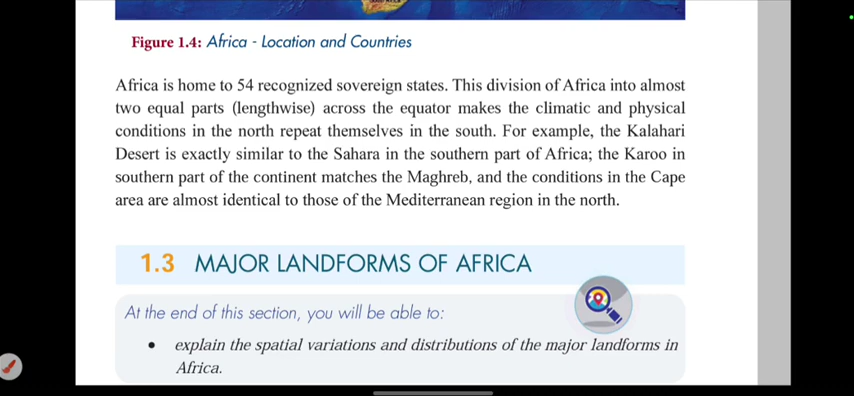 Figure 1.4: Africa - Location and Countries
Africa is home to 54 recognized sovereign states. This division of Africa into almost
two equal parts (lengthwise) across the equator makes the climatic and physical
conditions in the north repeat themselves in the south. For example, the Kalahari
Desert is exactly similar to the Sahara in the southern part of Africa; the Karoo in
southern part of the continent matches the Maghreb, and the conditions in the Cape
area are almost identical to those of the Mediterranean region in the north.
1.3 MAJOR LANDFORMS OF AFRICA
At the end of this section, you will be able to:
• explain the spatial variations and distributions of the major landforms in
Africa.